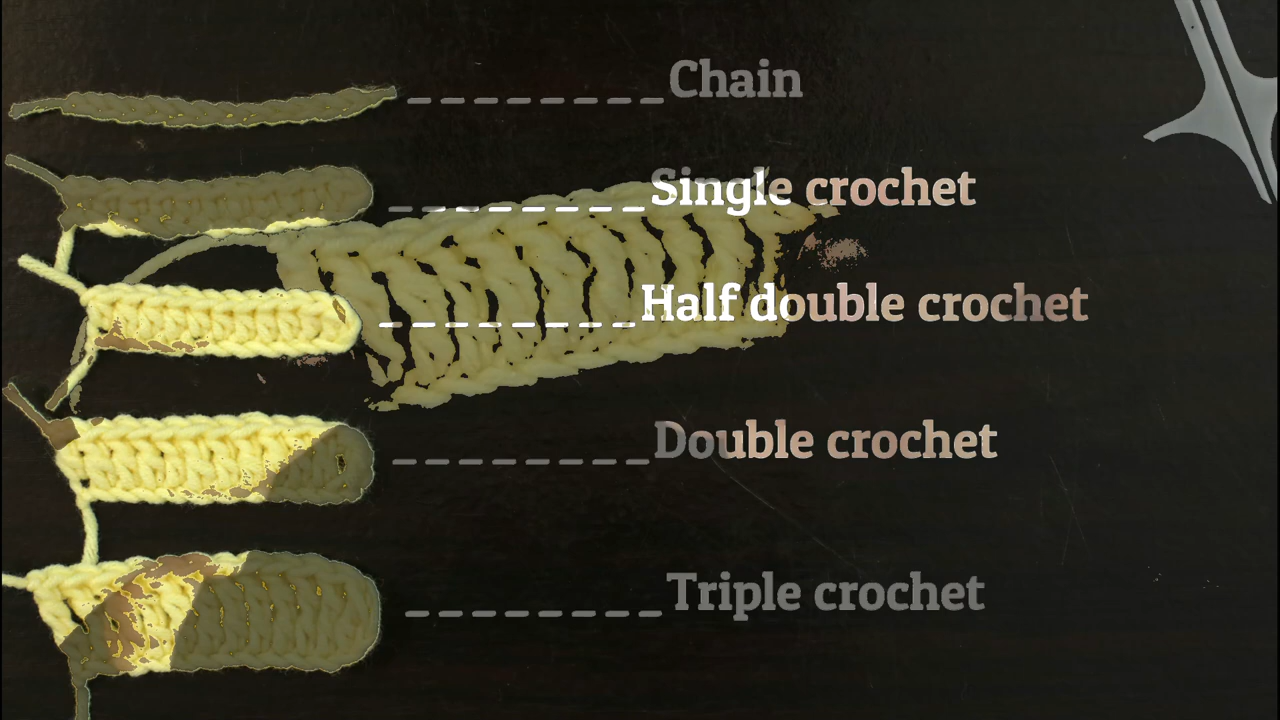 Chain
Single crochet
Half double crochet
Double crochet
Triple crochet